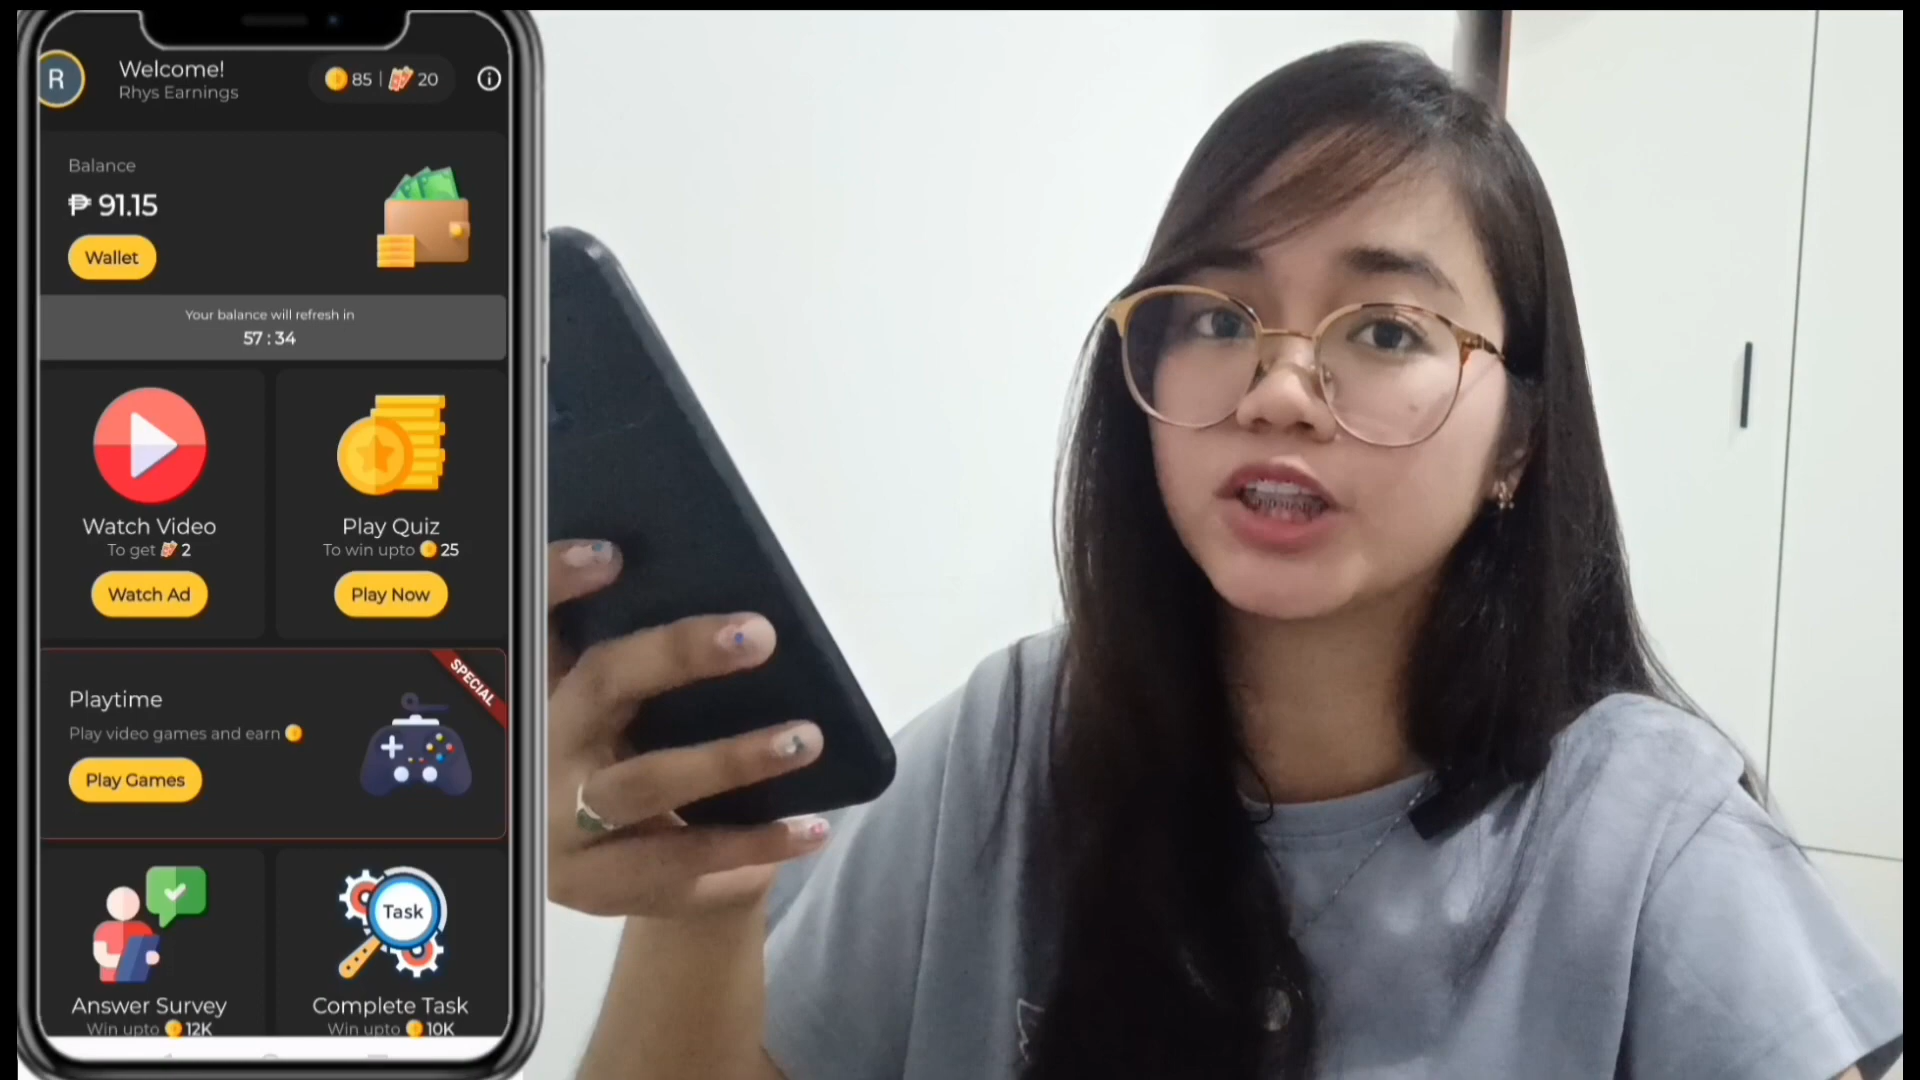 R
Welcome!
Rhys Earnings
85 | 20
Balance
₱ 91.15
Wallet
Your balance will refresh in
57 : 34
Watch Video
To get 2
Watch Ad
Play Quiz
To win upto 25
Play Now
SPECIAL
Playtime
Play video games and earn
Play Games
Answer Survey
Win upto 12K
Task
Complete Task
Win upto 10K